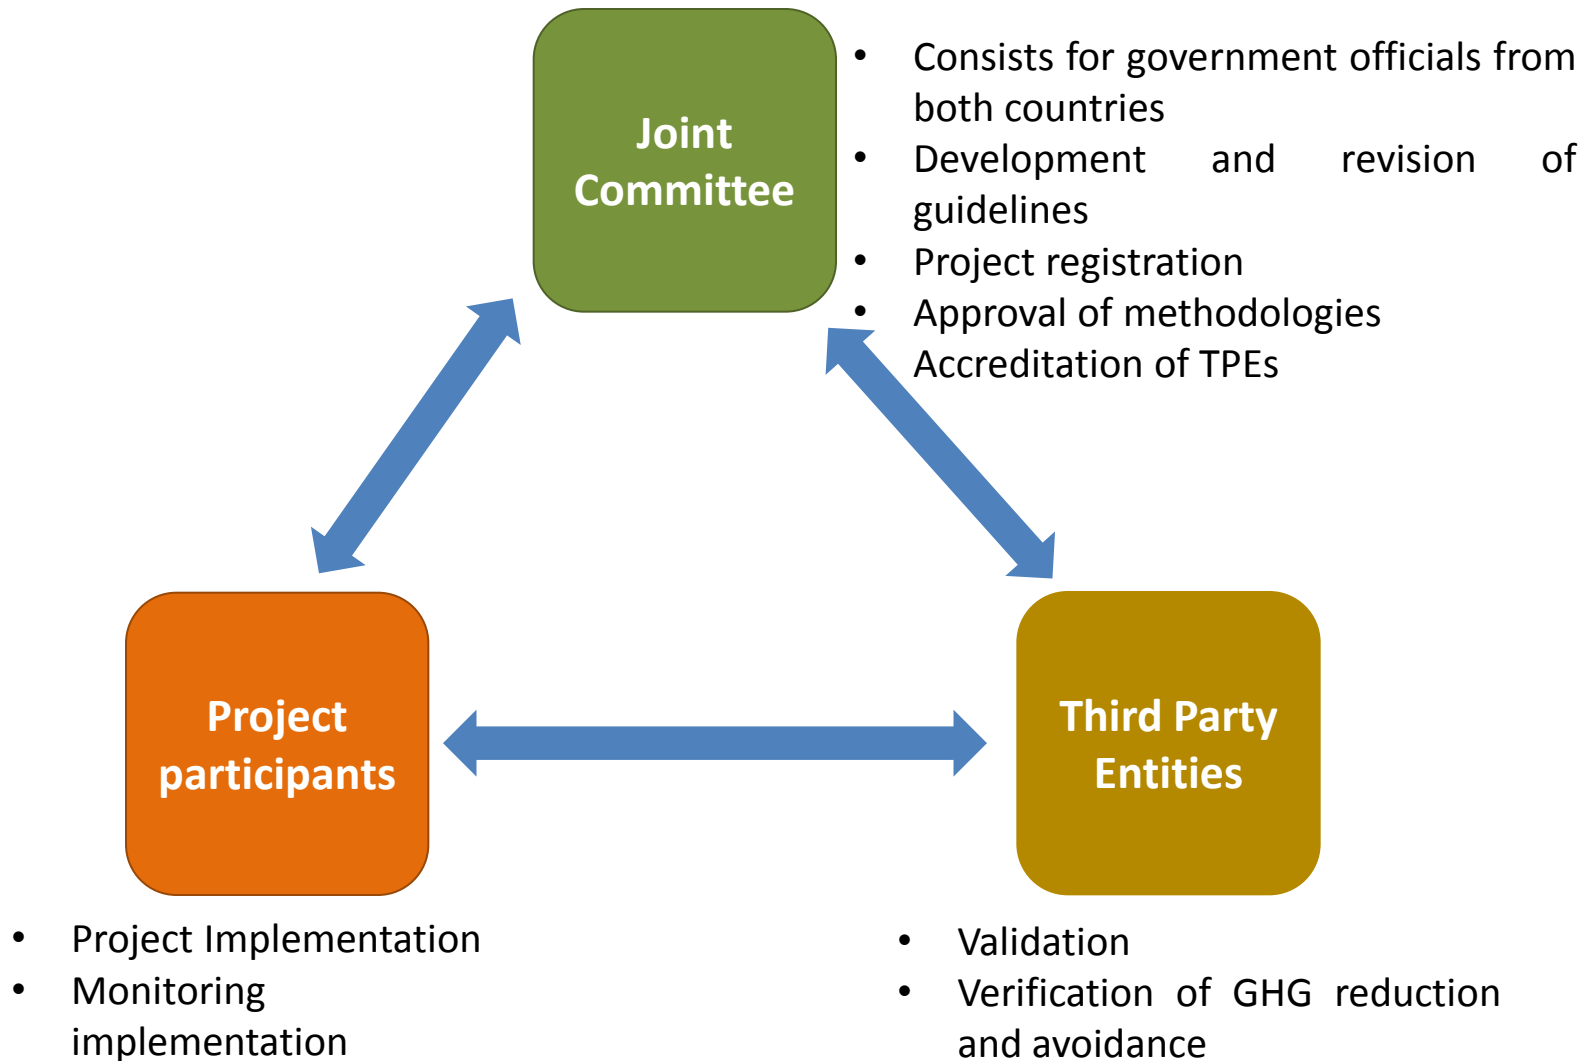 Joint
Committee
• Consists for government officials from
both countries
• Development and revision of
guidelines
• Project registration
• Approval of methodologies
Accreditation of TPEs
Project
participants
Third Party
Entities
• Project Implementation
• Monitoring
implementation
• Validation
• Verification of GHG reduction
and avoidance